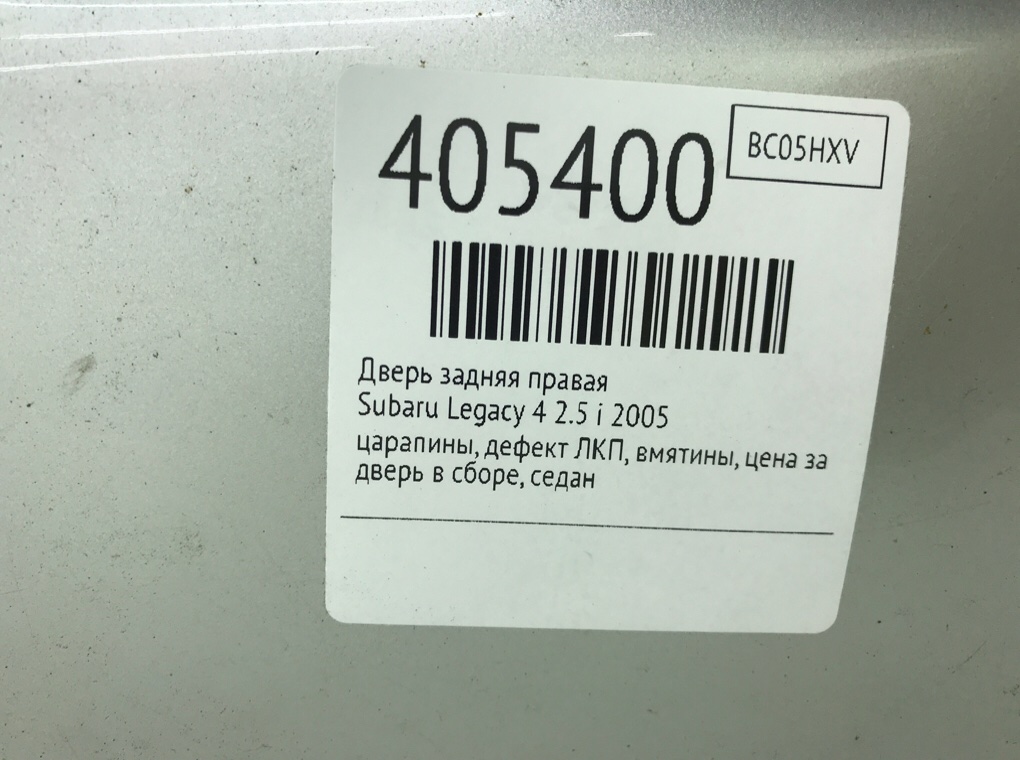 405400
BC05HXV
Дверь задняя правая
Subaru Legacy 4 2.5 i 2005
царапины, дефект ЛКП, вмятины, цена за
дверь в сборе, седан